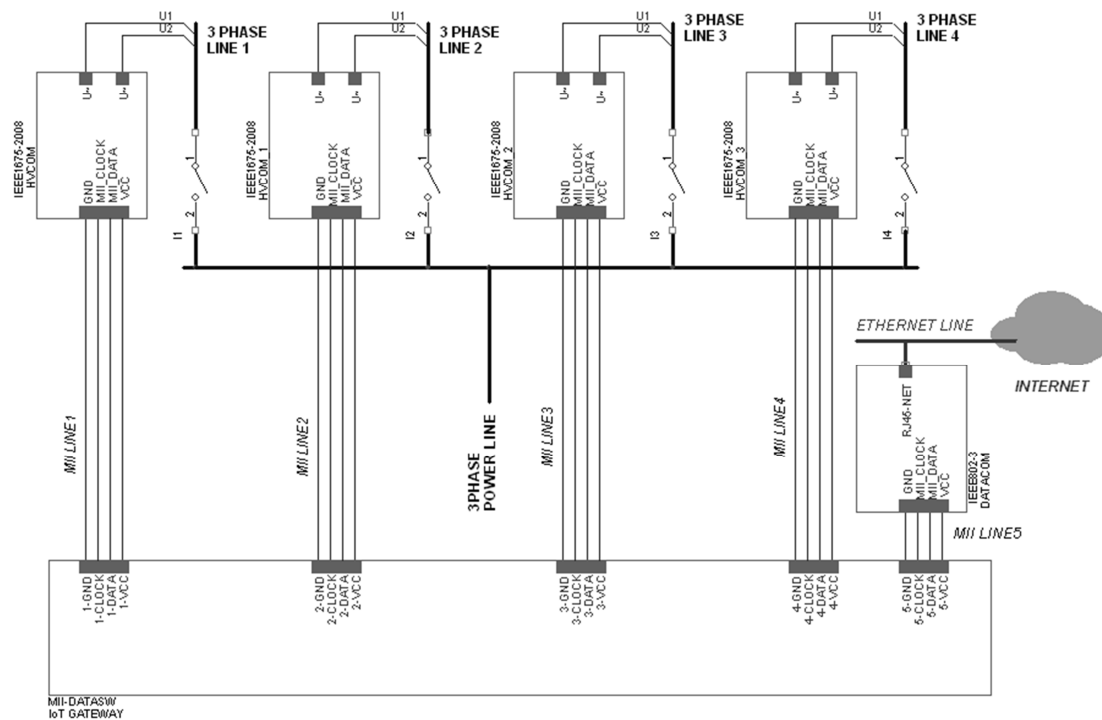 U1
U2
3 PHASE
LINE 1
U1
U2
3 PHASE
LINE 2
U1
U2
3 PHASE
LINE 3
U1
U2
3 PHASE
LINE 4
U~
U~
IEEE1675-2008
HVCOM
GND
MII_CLOCK
MII_DATA
VCC
1
2
I1
U~
U~
IEEE1675-2008
HVCOM_1
GND
MII_CLOCK
MII_DATA
VCC
1
2
I2
U~
U~
IEEE1675-2008
HVCOM_2
GND
MII_CLOCK
MII_DATA
VCC
1
2
I3
U~
U~
IEEE1675-2008
HVCOM_3
GND
MII_CLOCK
MII_DATA
VCC
1
2
I4
ETHERNET LINE
INTERNET
RJ45-NET
GND
MII_CLOCK
MII_DATA
VCC
IEEE802-3
DATACOM
MII LINE1
MII LINE2
3PHASE
POWER LINE
MII LINE3
MII LINE4
MII LINE5
1-GND
1-CLOCK
1-DATA
1-VCC
2-GND
2-CLOCK
2-DATA
2-VCC
3-GND
3-CLOCK
3-DATA
3-VCC
4-GND
4-CLOCK
4-DATA
4-VCC
5-GND
5-CLOCK
5-DATA
5-VCC
MII-DATASW
IoT GATEWAY